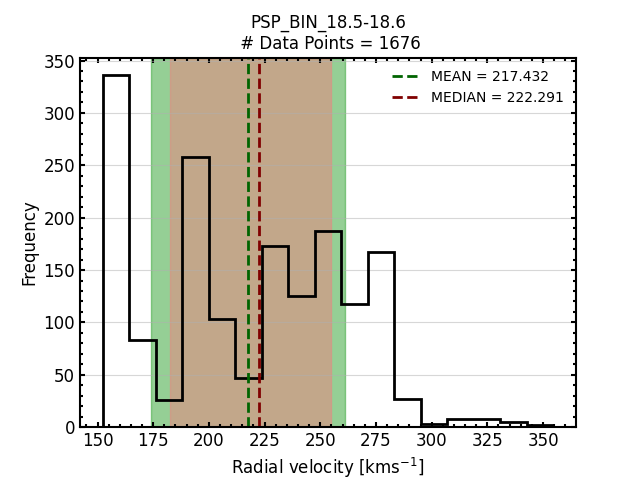 PSP_BIN_18.5-18.6
# Data Points = 1676
MEAN = 217.432
MEDIAN = 222.291
350
300
250
200
150
100
50
0
Frequency
150 175 200 225 250 275 300 325 350
Radial velocity [kms⁻¹]